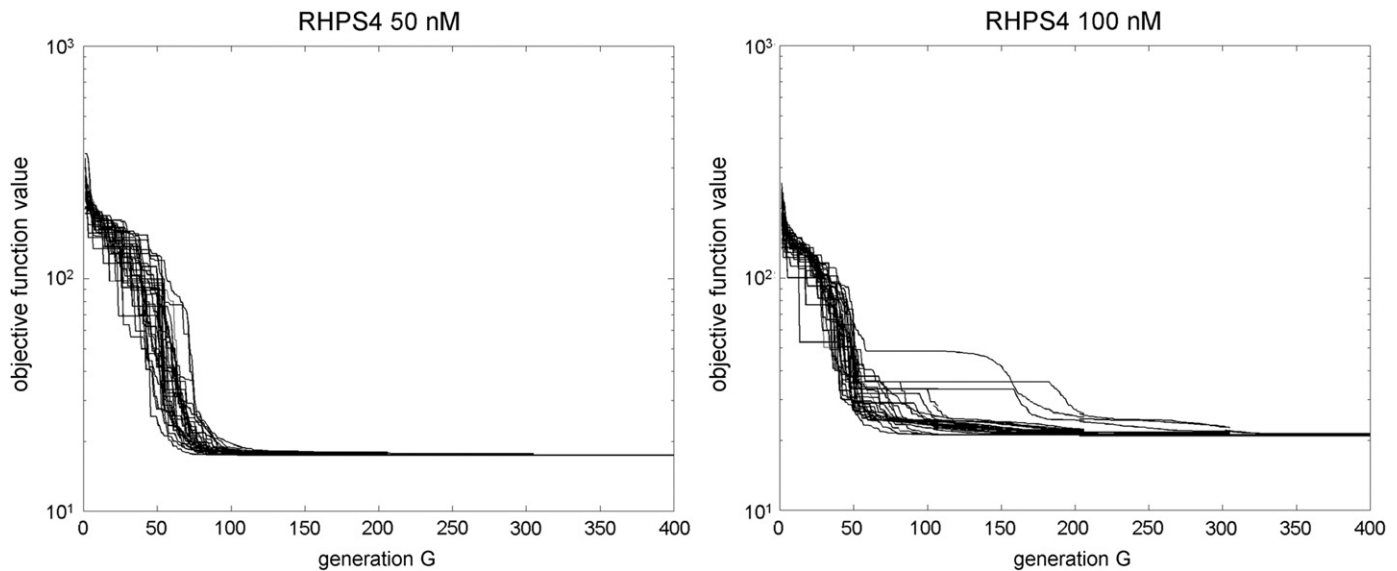 RHPS4 50 nM
10³
10²
10¹
objective function value
0 50 100 150 200 250 300 350 400
generation G
RHPS4 100 nM
10³
10²
10¹
objective function value
0 50 100 150 200 250 300 350 400
generation G